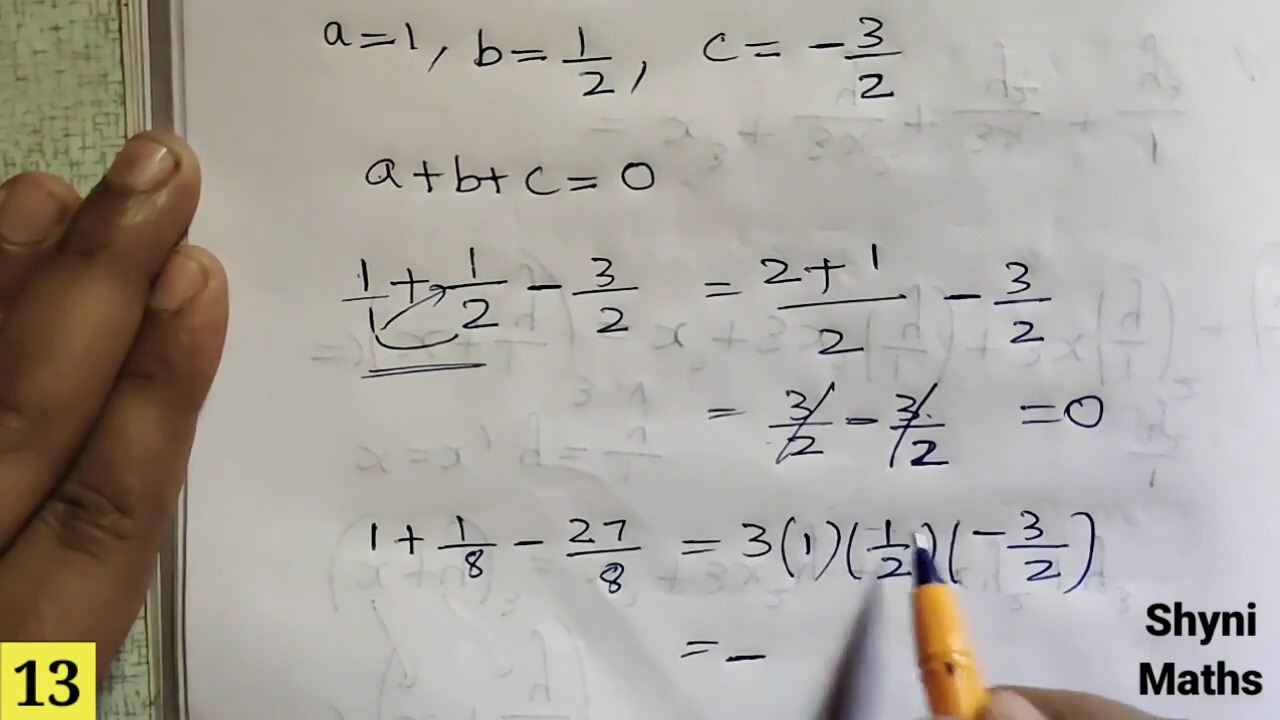 a=1, b=1/2, c=-3/2
a+b+c=0
1/1+1/2-3/2 = 2+1/2 - 3/2
= 3/2 - 3/2 =0
1+1/8-27/8 = 3(1)(1/2)(-3/2)
= -
Shyni
Maths
13